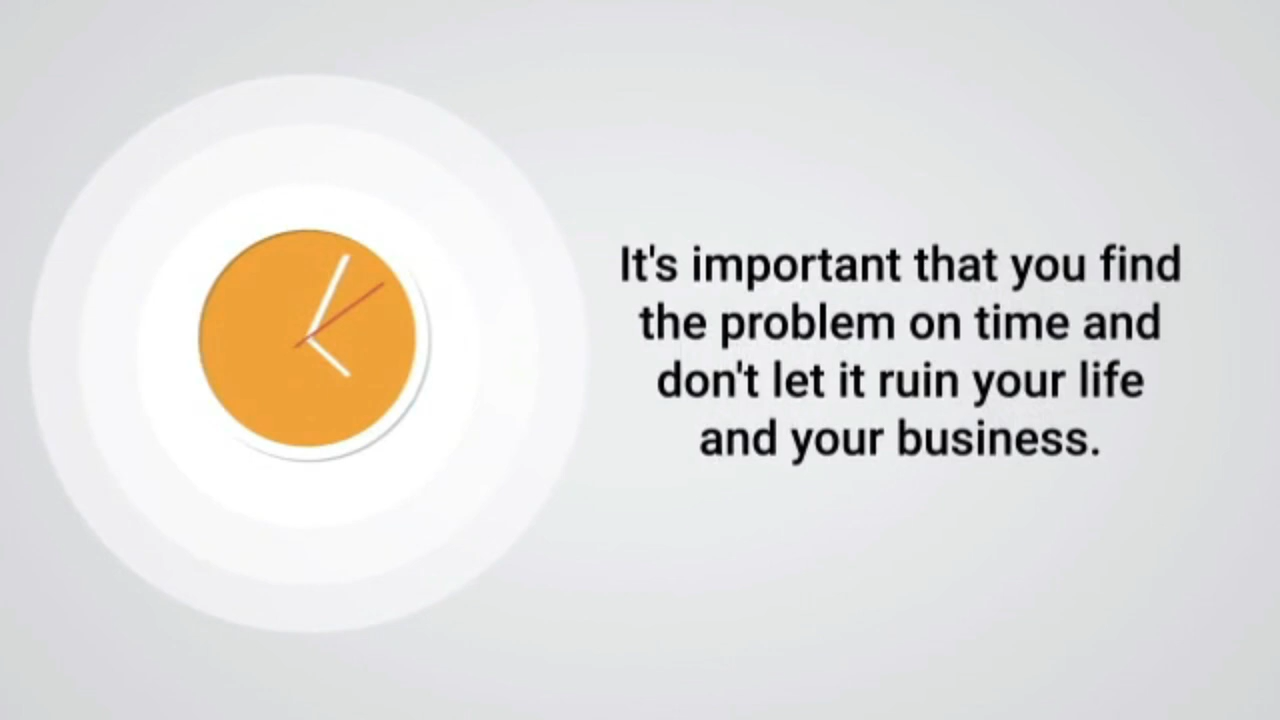 It's important that you find
the problem on time and
don't let it ruin your life
and your business.